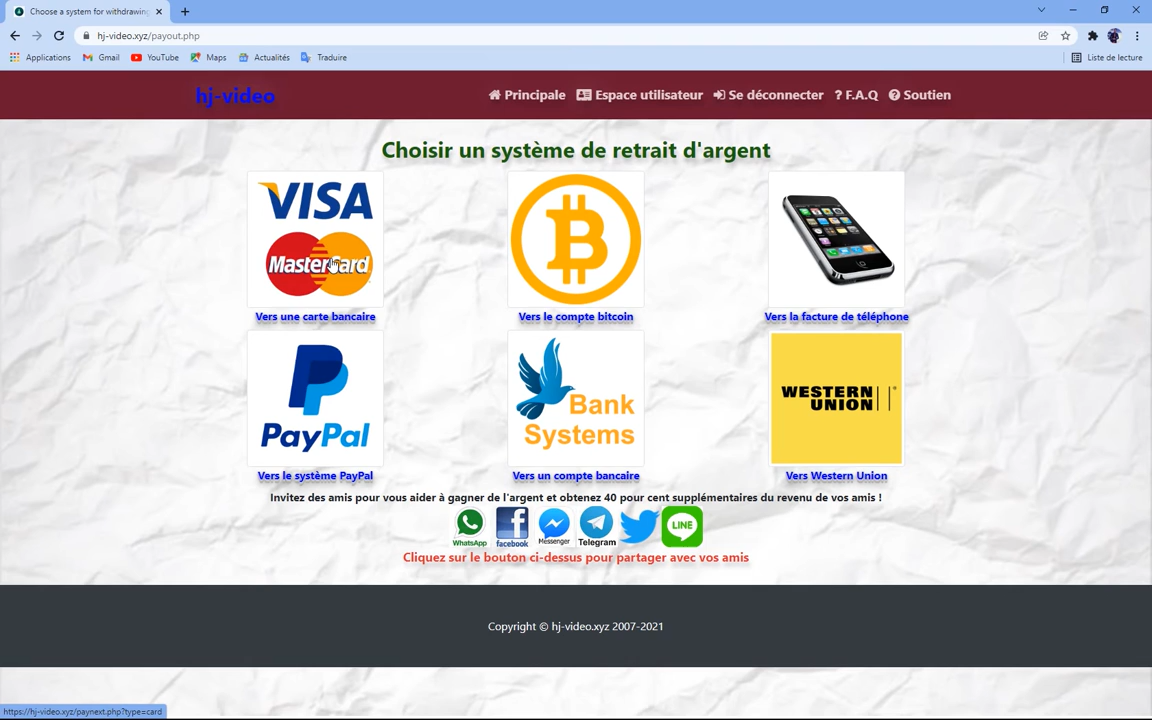 Choose a system for withdrawing
hj-video.xyz/payout.php
Applications Gmail YouTube Maps Actualités Traduire Liste de lecture
hj-video Principale Espace utilisateur Se déconnecter ? F.A.Q Soutien
Choisir un système de retrait d'argent
VISA
MasterCard
Vers une carte bancaire Vers le compte bitcoin Vers la facture de téléphone
PayPal
Bank
Systems
WESTERN
UNION
Vers le système PayPal Vers un compte bancaire Vers Western Union
Invitez des amis pour vous aider à gagner de l'argent et obtenez 40 pour cent supplémentaires du revenu de vos amis !
WhatsApp facebook Messenger Telegram LINE
Cliquez sur le bouton ci-dessus pour partager avec vos amis
Copyright © hj-video.xyz 2007-2021
https://hj-video.xyz/paynext.php?type=card